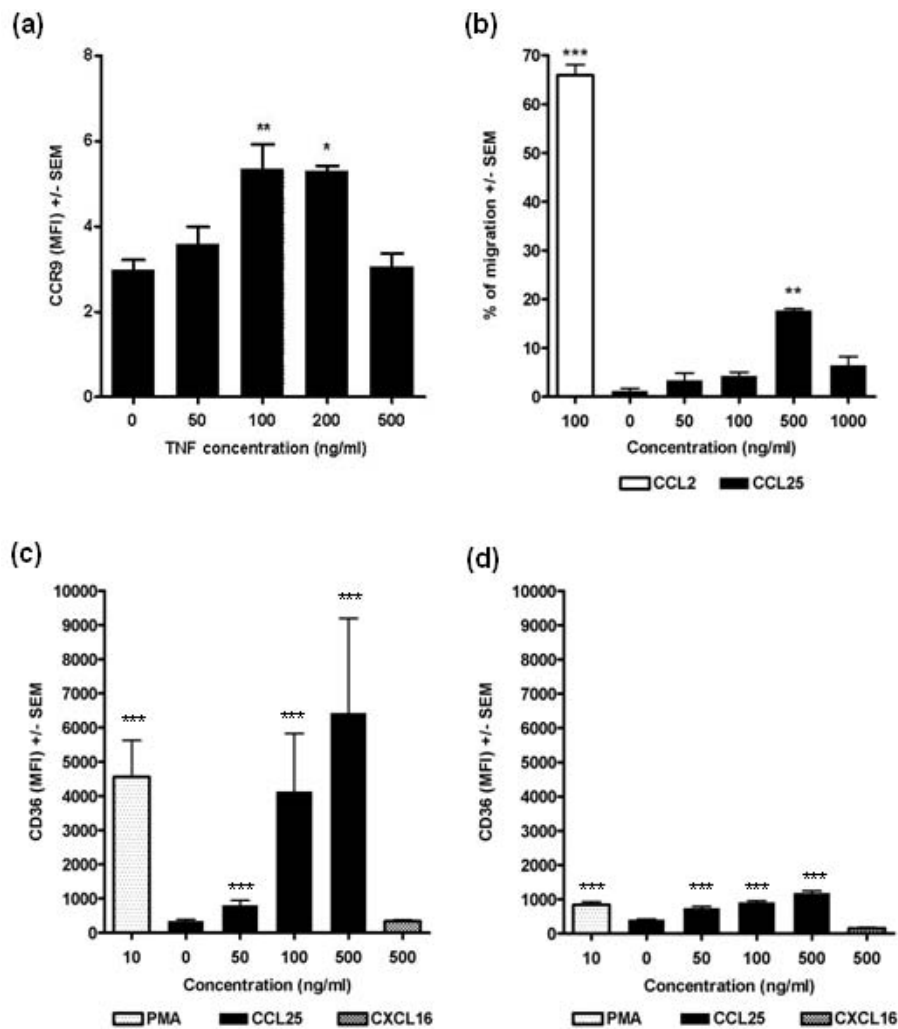 (a)
8
6
4
2
0
CCR9 (MFI) +/- SEM
**
*
0 50 100 200 500
TNF concentration (ng/ml)
(b)
70
60
50
40
30
20
10
0
% of migration +/- SEM
***
**
100 0 50 100 500 1000
Concentration (ng/ml)
CCL2 CCL25
(c)
10000
9000
8000
7000
6000
5000
4000
3000
2000
1000
0
CD36 (MFI) +/- SEM
***
***
***
***
10 0 50 100 500 500
Concentration (ng/ml)
PMA CCL25 CXCL16
(d)
10000
9000
8000
7000
6000
5000
4000
3000
2000
1000
0
CD36 (MFI) +/- SEM
*** *** *** ***
10 0 50 100 500 500
Concentration (ng/ml)
PMA CCL25 CXCL16